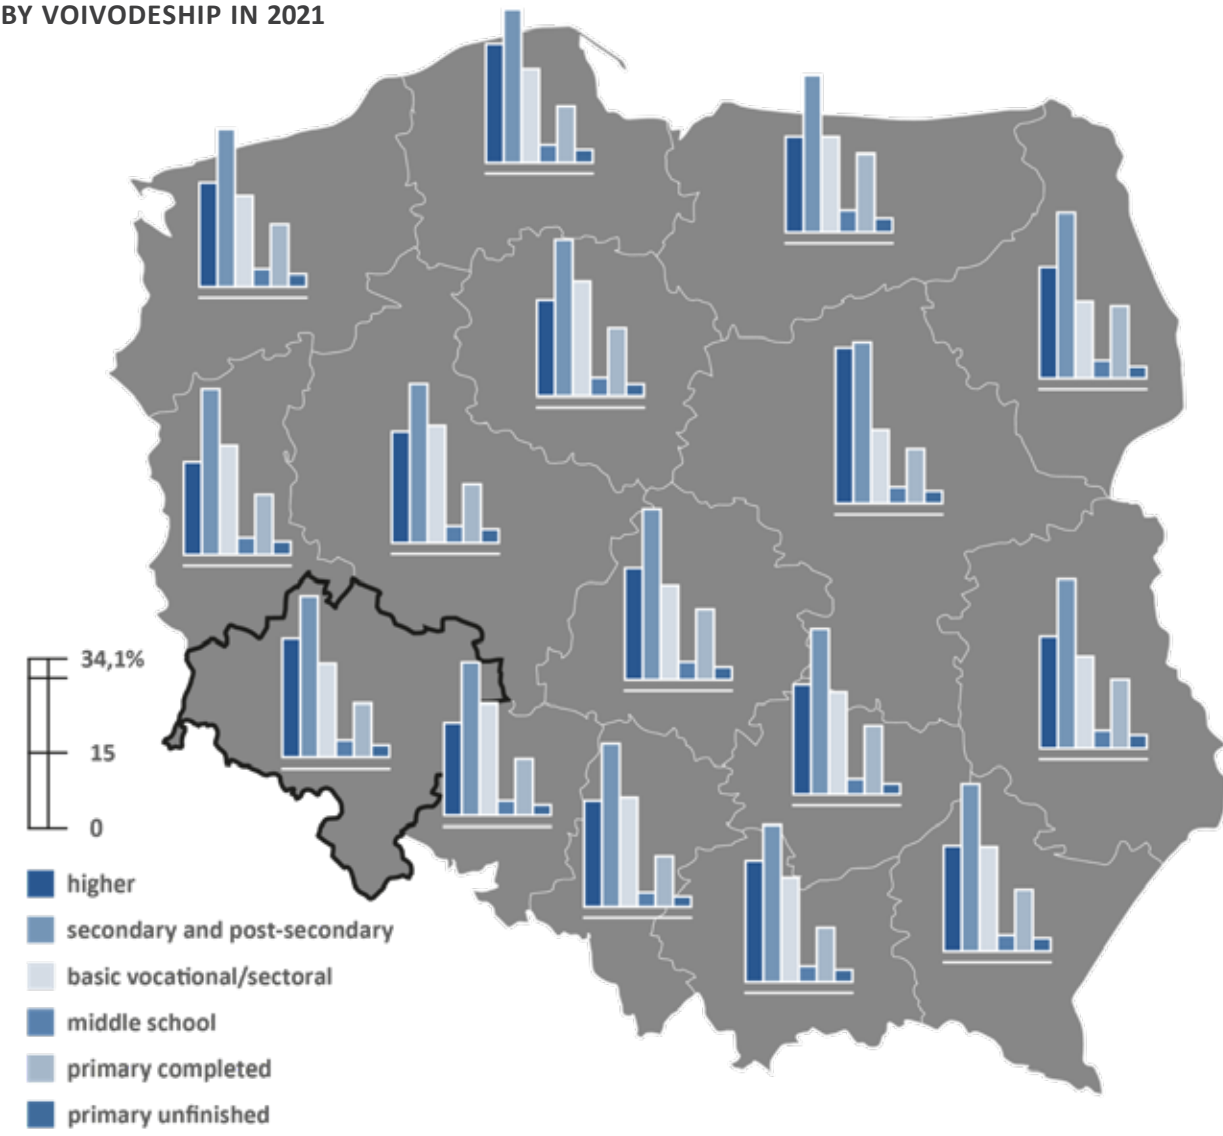 BY VOIVODESHIP IN 2021
34,1%
15
0
higher
secondary and post-secondary
basic vocational/sectoral
middle school
primary completed
primary unfinished